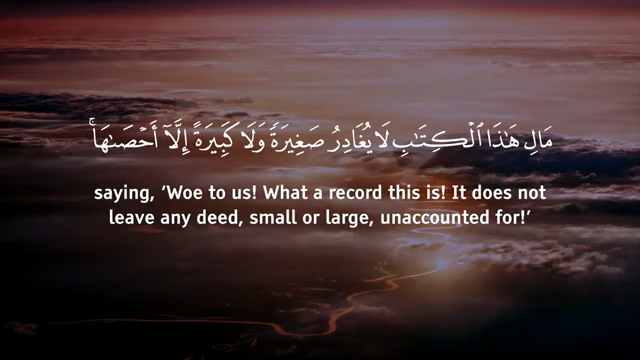 مَالِ هَٰذَا ٱلْكِتَٰبِ لَا يُغَادِرُ صَغِيرَةً وَلَا كَبِيرَةً إِلَّآ أَحْصَىٰهَا ۚ
saying, ‘Woe to us! What a record this is! It does not
leave any deed, small or large, unaccounted for!’